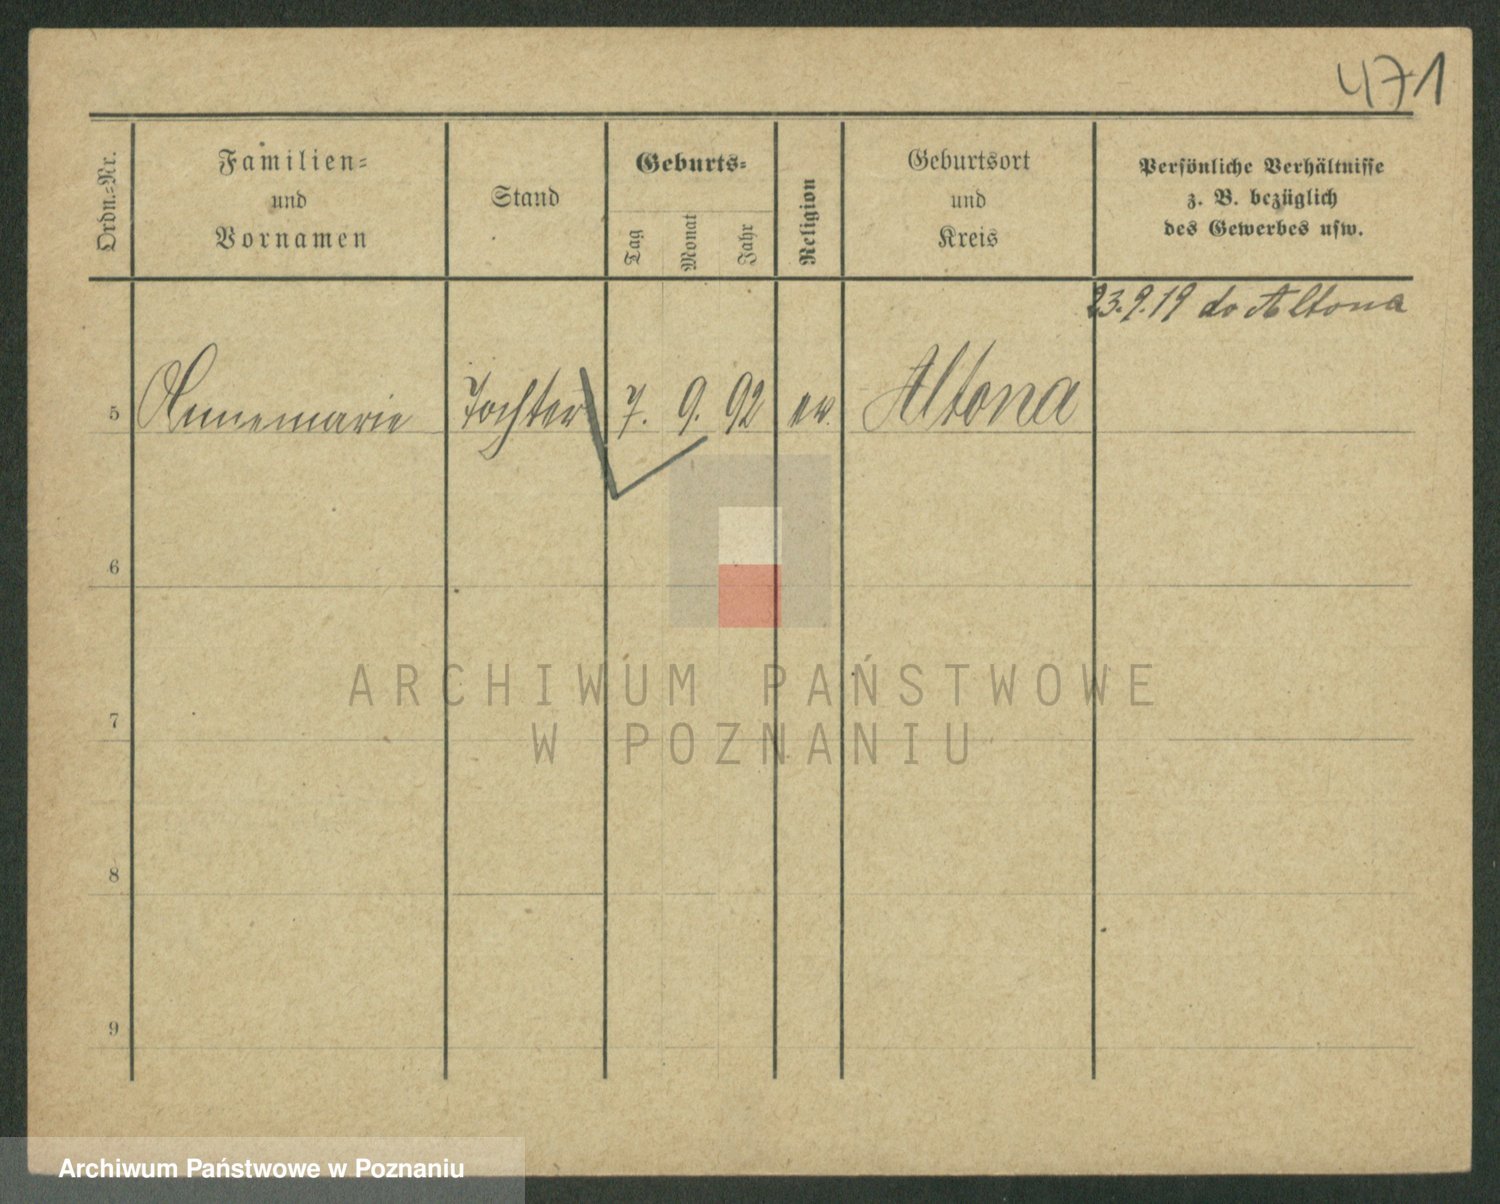 471
Ordn.=Nr.
Familien=
und
Vornamen
Stand
Geburts=
Tag
Monat
Jahr
Religion
Geburtsort
und
Kreis
Persönliche Verhältnisse
z. B. bezüglich
des Gewerbes usw.
23.9.19 do Altona
5 Annemarie Tochter 7. 9. 92 ev. Altona
6
ARCHIWUM PAŃSTWOWE
7
W POZNANIU
8
9
Archiwum Państwowe w Poznaniu